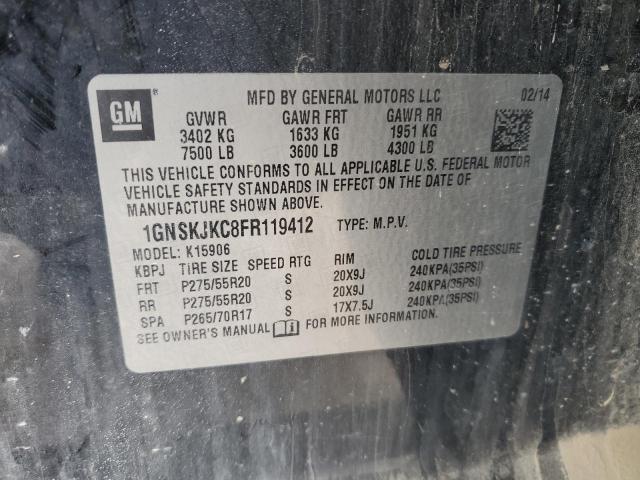 GM ® MFD BY GENERAL MOTORS LLC 02/14
GVWR GAWR FRT GAWR RR
3402 KG 1633 KG 1951 KG
7500 LB 3600 LB 4300 LB
THIS VEHICLE CONFORMS TO ALL APPLICABLE U.S. FEDERAL MOTOR
VEHICLE SAFETY STANDARDS IN EFFECT ON THE DATE OF
MANUFACTURE SHOWN ABOVE.
1GNSKJKC8FR119412 TYPE: M.P.V.
MODEL: K15906
KBPJ TIRE SIZE SPEED RTG RIM COLD TIRE PRESSURE
FRT P275/55R20 S 20X9J 240KPA(35PSI)
RR P275/55R20 S 20X9J 240KPA(35PSI)
SPA P265/70R17 S 17X7.5J 240KPA(35PSI)
SEE OWNER'S MANUAL FOR MORE INFORMATION.